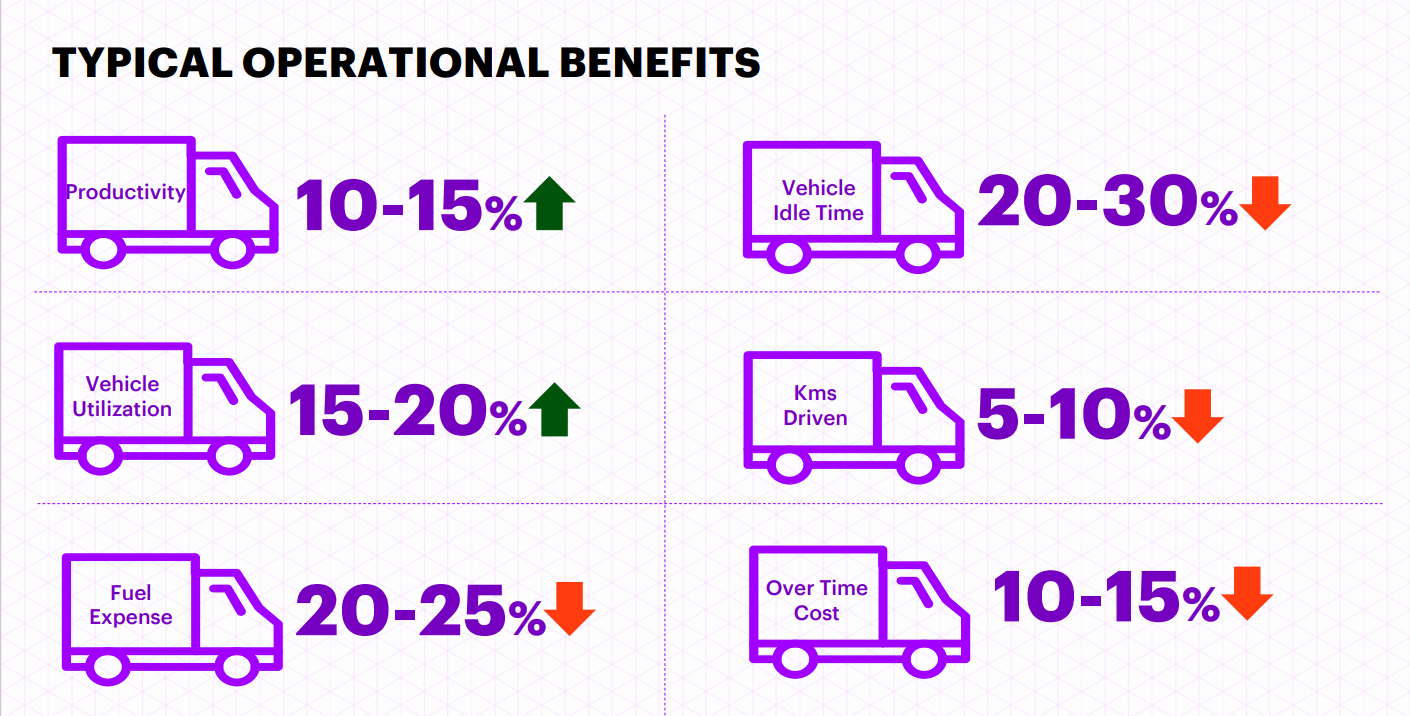 TYPICAL OPERATIONAL BENEFITS
Productivity
10-15%
Vehicle
Idle Time
20-30%
Vehicle
Utilization
15-20%
Kms
Driven
5-10%
Fuel
Expense
20-25%
Over Time
Cost
10-15%